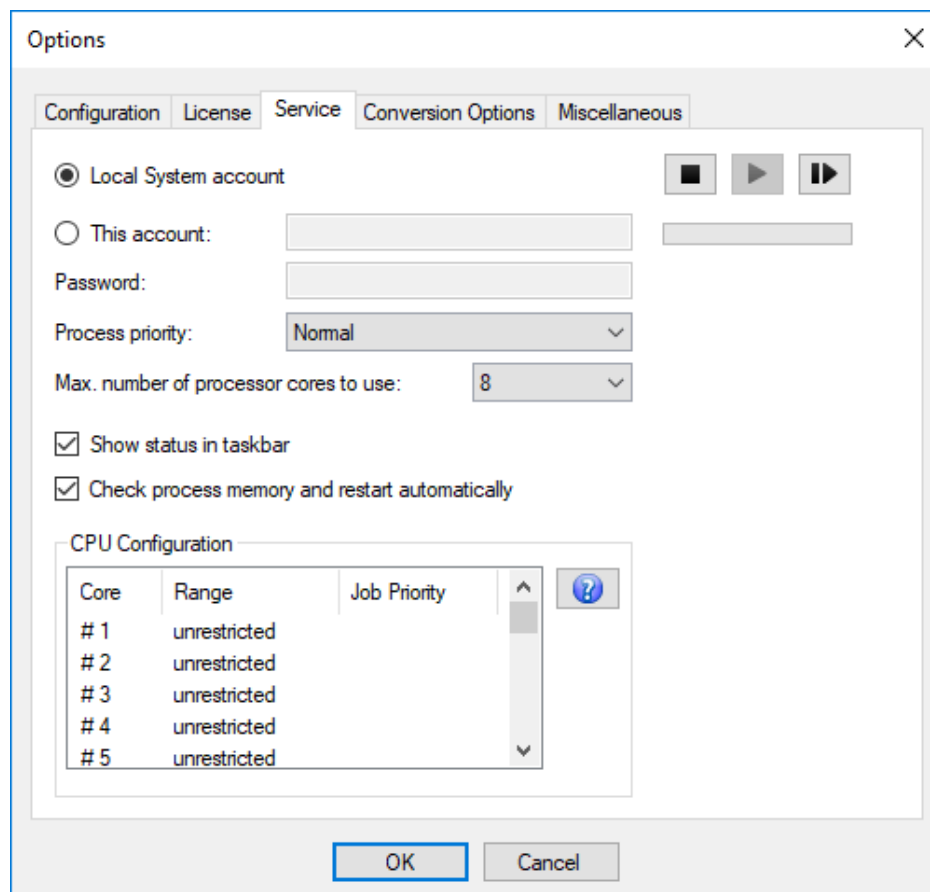 Options
Configuration License Service Conversion Options Miscellaneous
Local System account
This account:
Password:
Process priority: Normal
Max. number of processor cores to use: 8
Show status in taskbar
Check process memory and restart automatically
CPU Configuration
Core Range Job Priority
# 1 unrestricted
# 2 unrestricted
# 3 unrestricted
# 4 unrestricted
# 5 unrestricted
OK Cancel